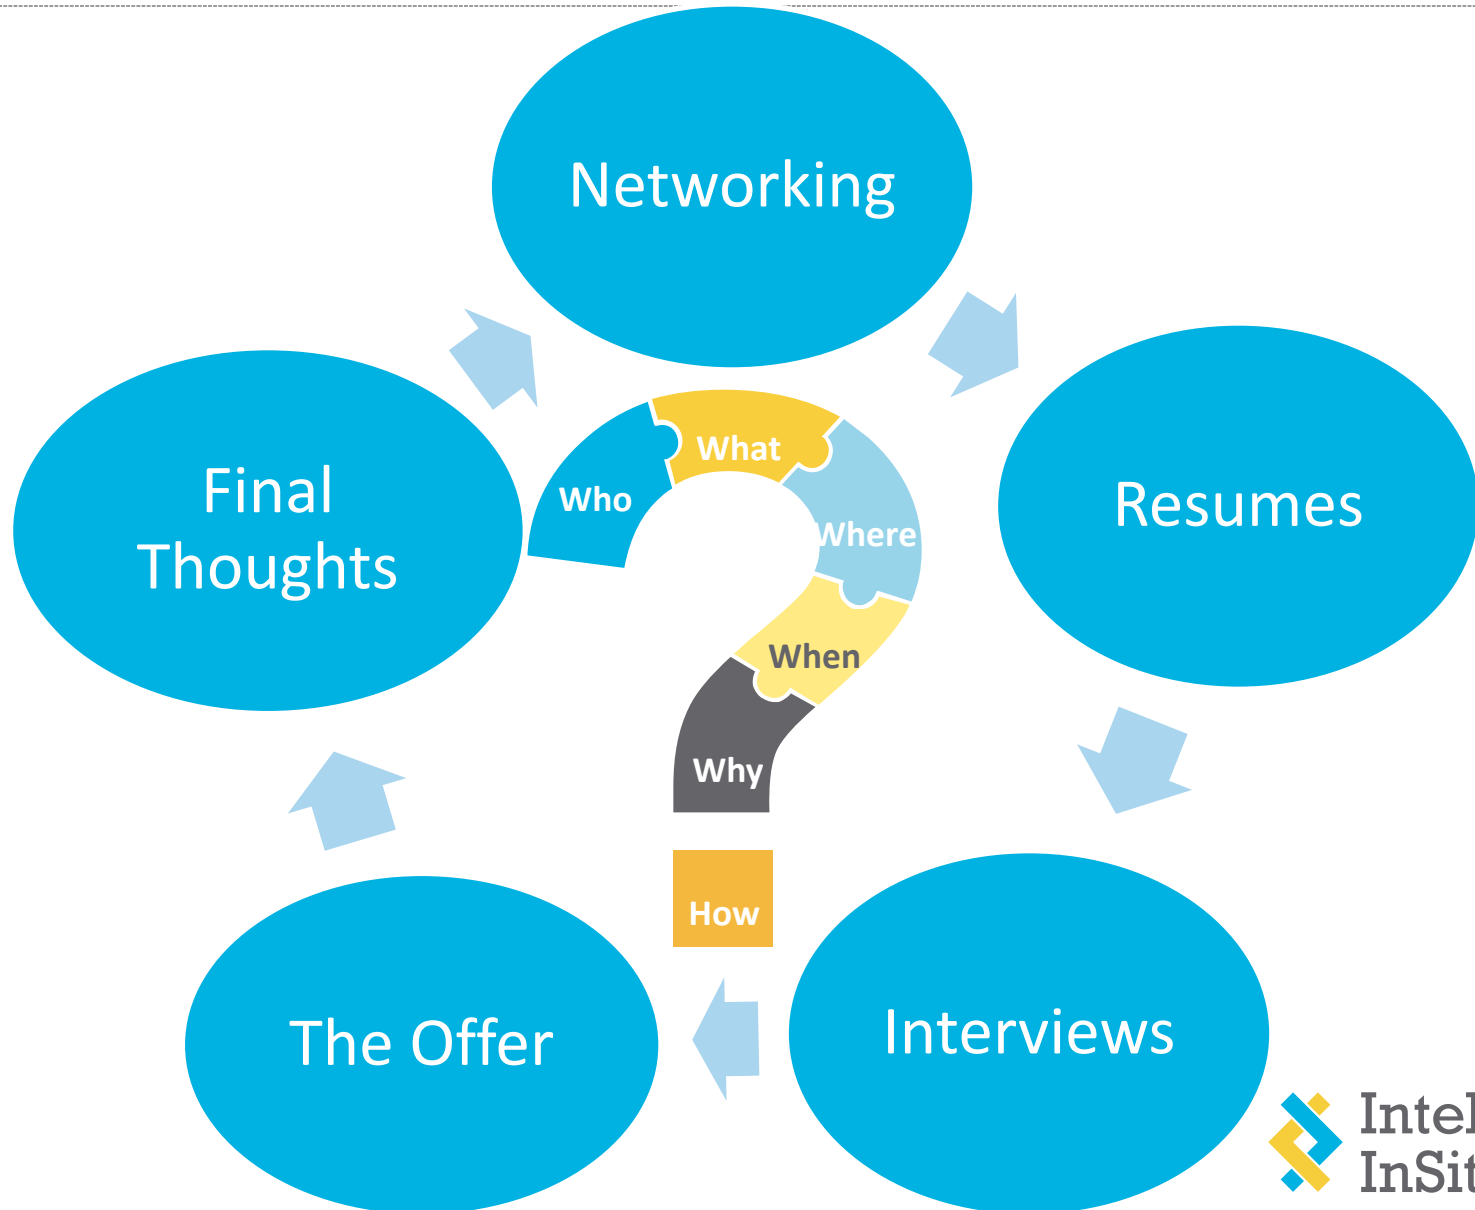 Networking
Resumes
Interviews
The Offer
Final
Thoughts
Who
What
Where
When
Why
How